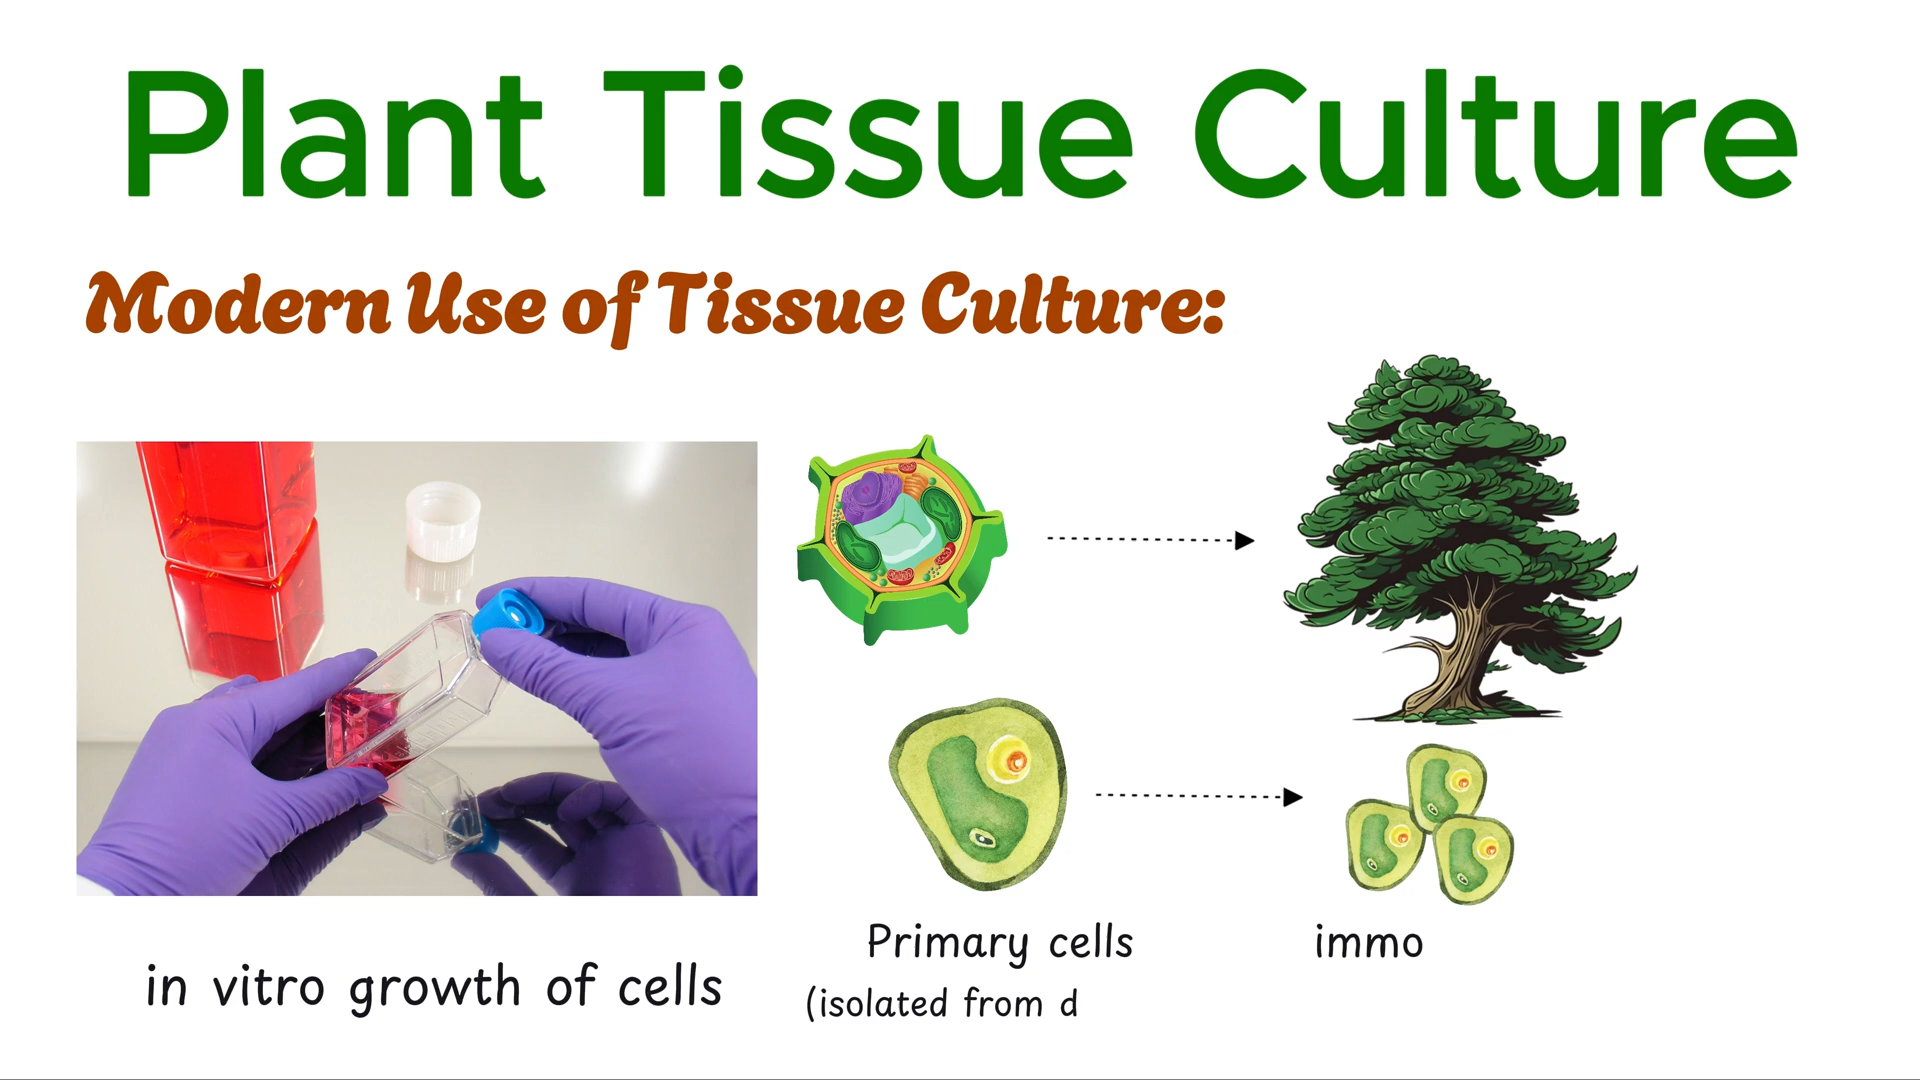 Plant Tissue Culture
Modern Use of Tissue Culture:
in vitro growth of cells
Primary cells
(isolated from d
immo